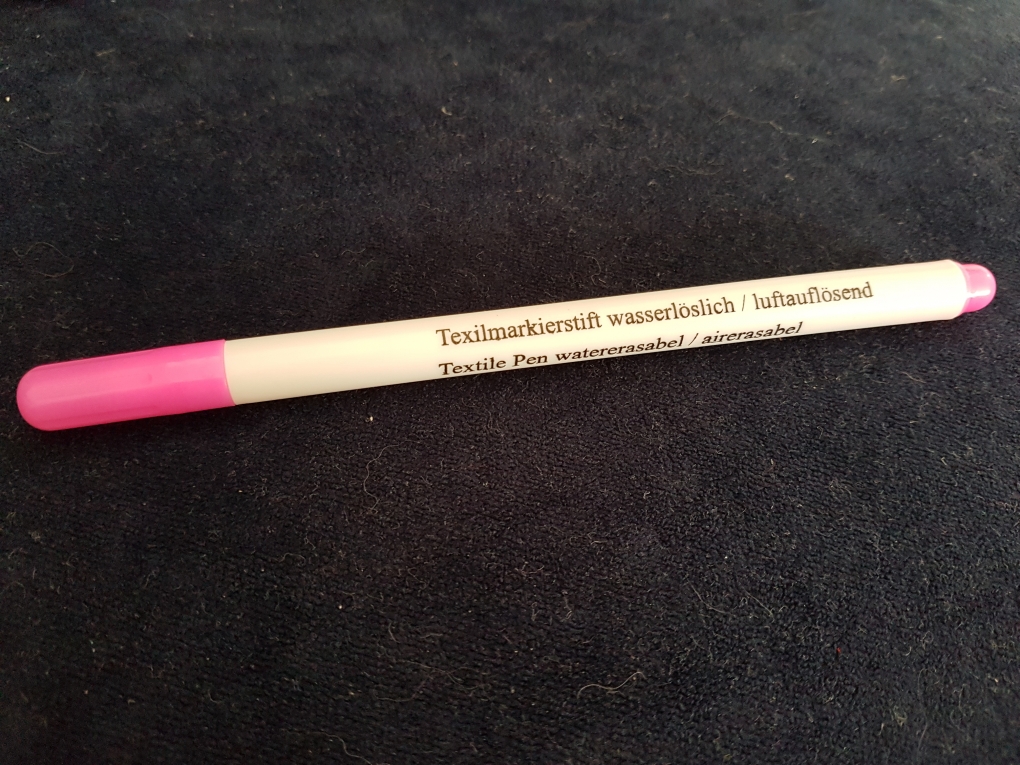 Texilmarkierstift wasserlöslich / luftauflösend
Textile Pen watererasabel / airerasabel